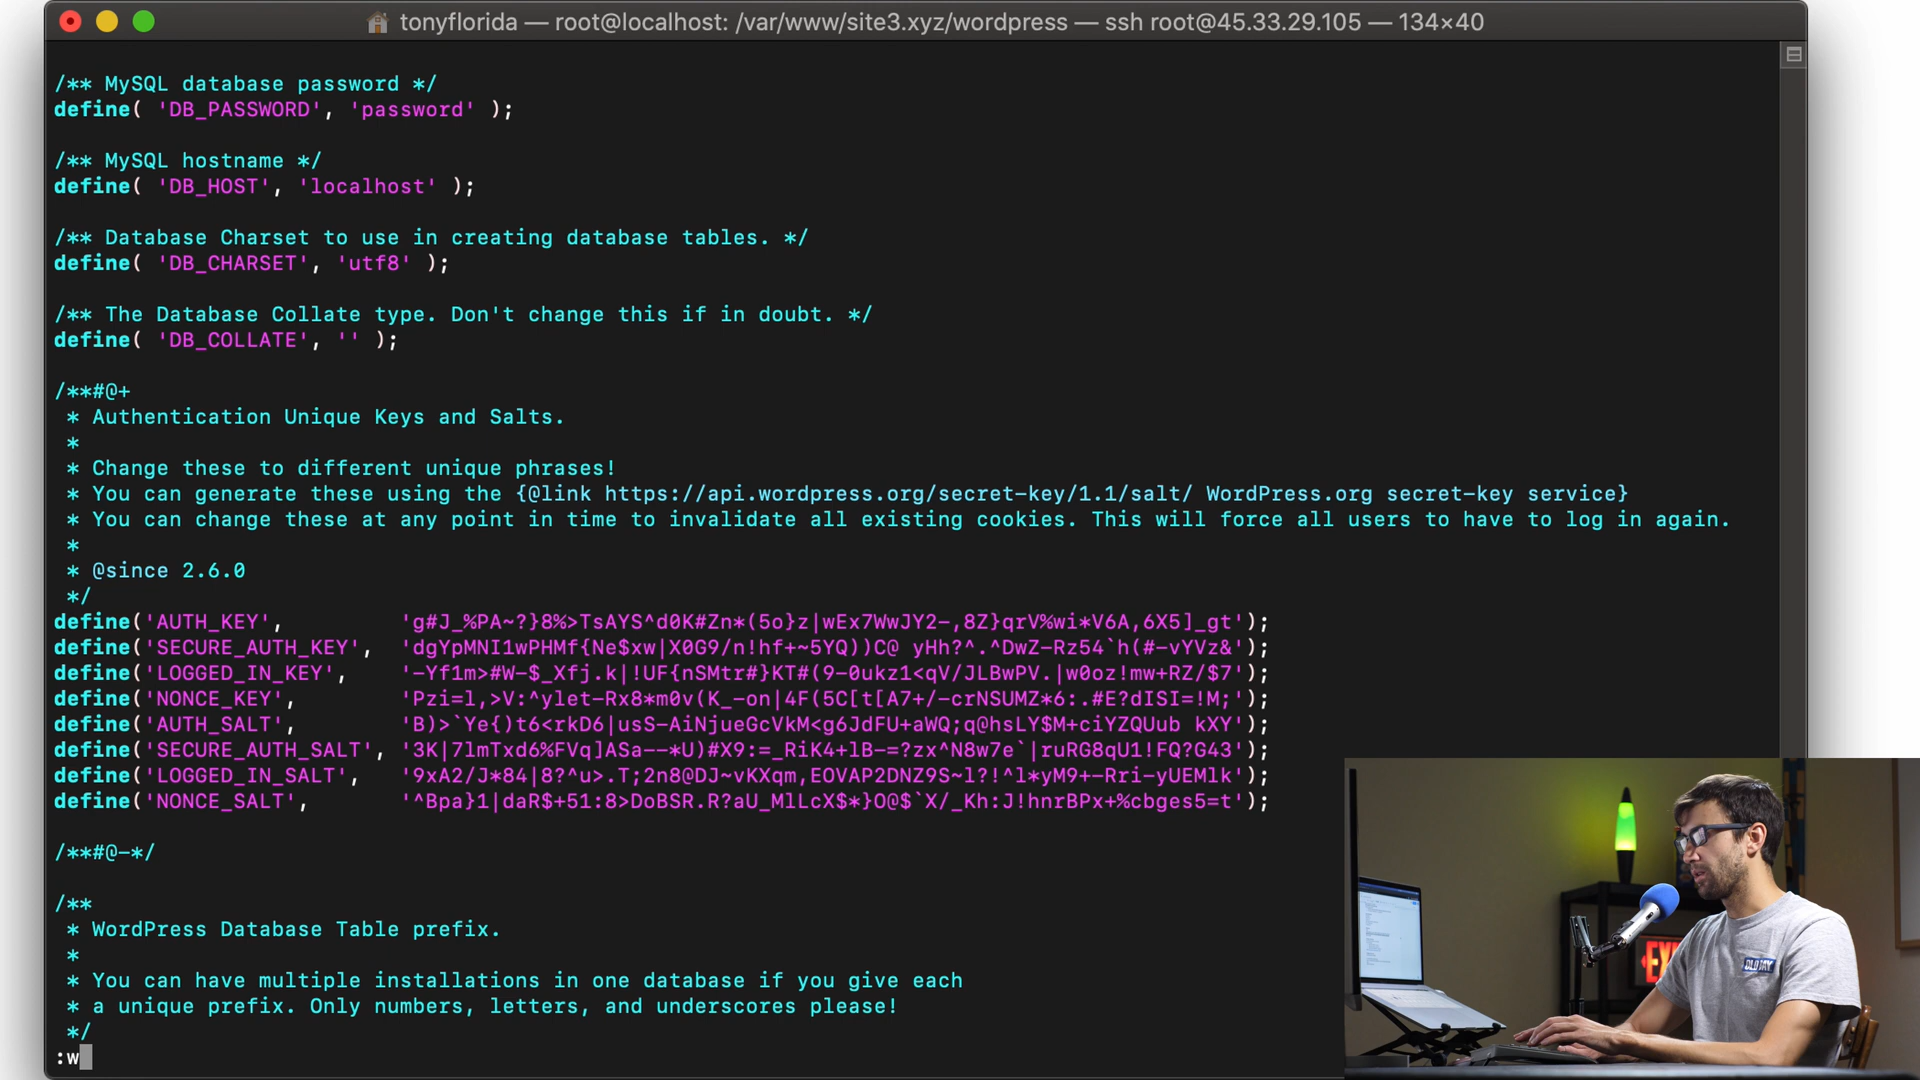 tonyflorida — root@localhost: /var/www/site3.xyz/wordpress — ssh root@45.33.29.105 — 134×40
/** MySQL database password */
define( 'DB_PASSWORD', 'password' );
/** MySQL hostname */
define( 'DB_HOST', 'localhost' );
/** Database Charset to use in creating database tables. */
define( 'DB_CHARSET', 'utf8' );
/** The Database Collate type. Don't change this if in doubt. */
define( 'DB_COLLATE', '' );
/**#@+
 * Authentication Unique Keys and Salts.
 *
 * Change these to different unique phrases!
 * You can generate these using the {@link https://api.wordpress.org/secret-key/1.1/salt/ WordPress.org secret-key service}
 * You can change these at any point in time to invalidate all existing cookies. This will force all users to have to log in again.
 *
 * @since 2.6.0
 */
define('AUTH_KEY',         'g#J_%PA~?}8%>TsAYS^d0K#Zn*(5o}z|wEx7WwJY2-,8Z}qrV%wi*V6A,6X5]_gt');
define('SECURE_AUTH_KEY',  'dgYpMNI1wPHMf{Ne$xw|X0G9/n!hf+~5YQ))C@ yHh?^.^DwZ-Rz54`h(#-vYVz&');
define('LOGGED_IN_KEY',    '-Yf1m>#W-$_Xfj.k|!UF{nSMtr#}KT#(9-0ukz1<qV/JLBwPV.|w0oz!mw+RZ/$7');
define('NONCE_KEY',        'Pzi=l,>V:^ylet-Rx8*m0v(K_-on|4F(5C[t[A7+/-crNSUMZ*6:.#E?dISI=!M;');
define('AUTH_SALT',        'B)>`Ye{)t6<rkD6|usS-AiNjueGcVkM<g6JdFU+aWQ;q@hsLY$M+ciYZQUub kXY');
define('SECURE_AUTH_SALT', '3K|7lmTxd6%FVq]ASa--*U)#X9:=_RiK4+lB-=?zx^N8w7e`|ruRG8qU1!FQ?G43');
define('LOGGED_IN_SALT',   '9xA2/J*84|8?^u>.T;2n8@DJ~vKXqm,EOVAP2DNZ9S~l?!^l*yM9+-Rri-yUEMlk');
define('NONCE_SALT',       '^Bpa}1|daR$+51:8>DoBSR.R?aU_MlLcX$*}O@$`X/_Kh:J!hnrBPx+%cbges5=t');
/**#@-*/
/**
 * WordPress Database Table prefix.
 *
 * You can have multiple installations in one database if you give each
 * a unique prefix. Only numbers, letters, and underscores please!
 */
:w